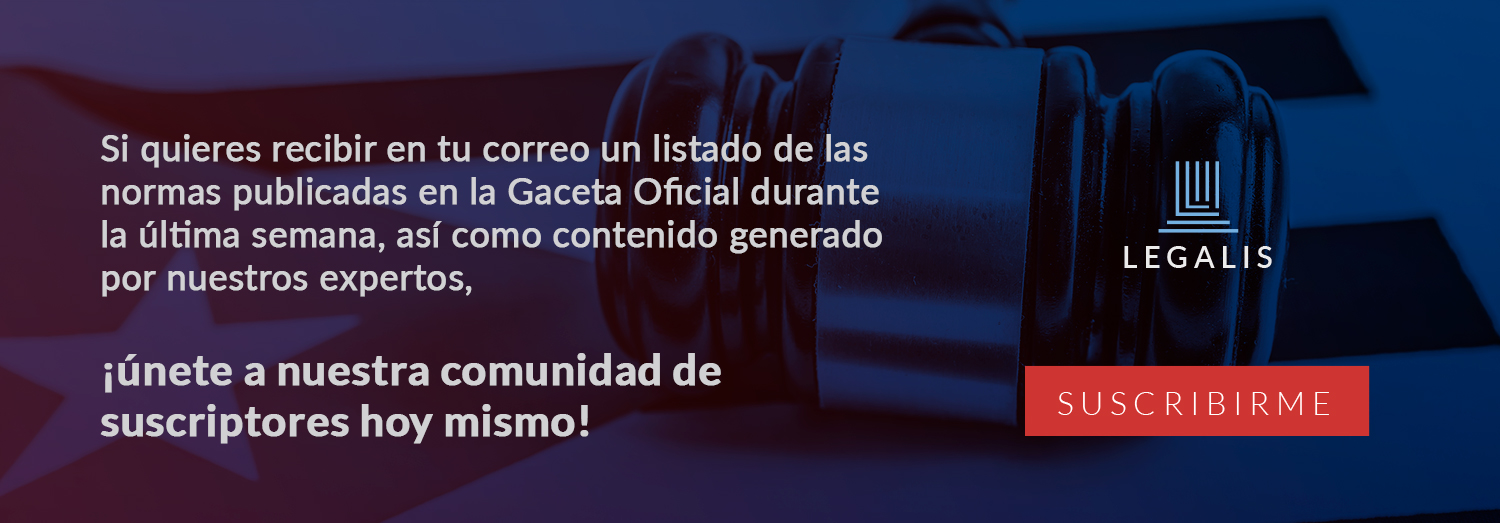 Si quieres recibir en tu correo un listado de las
normas publicadas en la Gaceta Oficial durante
la última semana, así como contenido generado
por nuestros expertos,
¡únete a nuestra comunidad de
suscriptores hoy mismo!
LEGALIS
SUSCRIBIRME